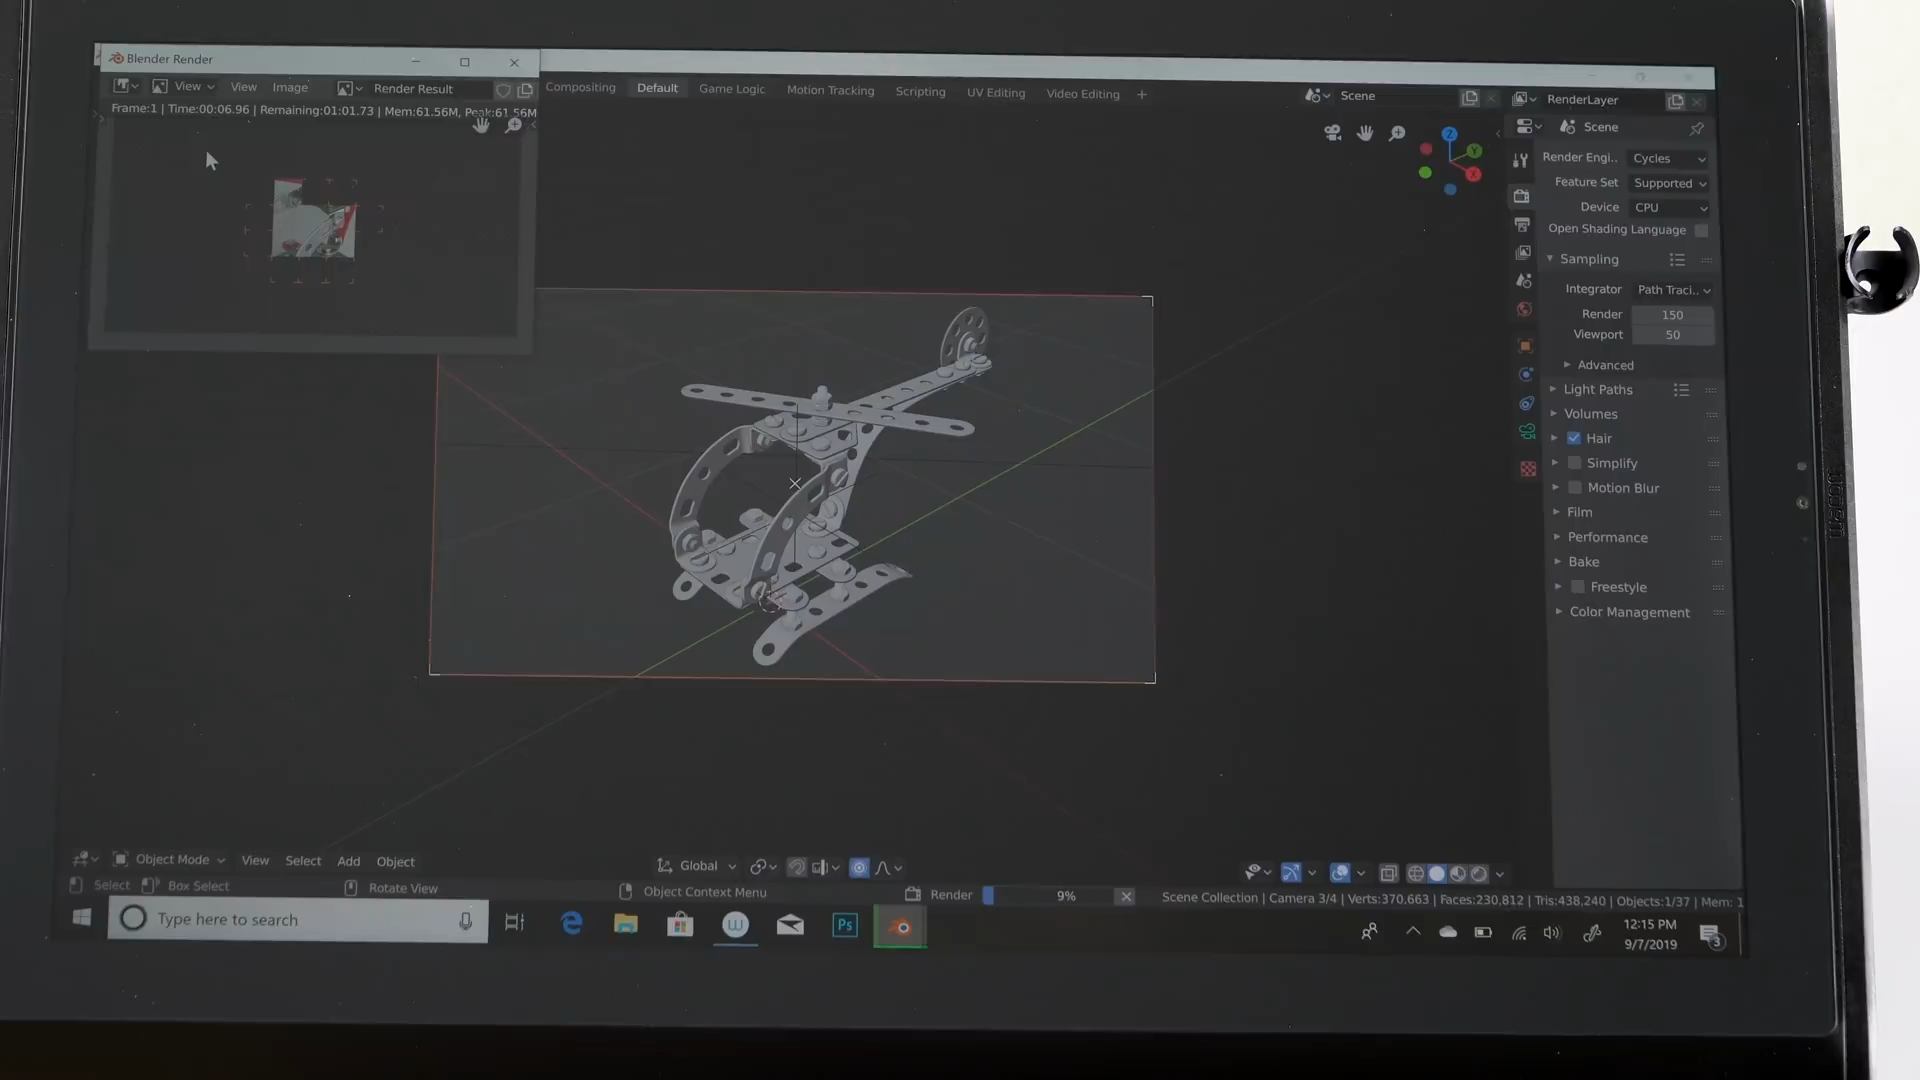 Blender Render
View View Image Render Result
Frame:1 | Time:00:06.96 | Remaining:01:01.73 | Mem:61.56M, Peak:61.56M
Compositing Default Game Logic Motion Tracking Scripting UV Editing Video Editing +
Scene
RenderLayer
Scene
Render Engi.. Cycles
Feature Set Supported
Device CPU
Open Shading Language
Sampling
Integrator Path Traci..
Render 150
Viewport 50
Advanced
Light Paths
Volumes
Hair
Simplify
Motion Blur
Film
Performance
Bake
Freestyle
Color Management
Z
Y
X
wacom
Object Mode View Select Add Object
Global
Select Box Select Rotate View Object Context Menu
Render 9%
Scene Collection | Camera 3/4 | Verts:370,663 | Faces:230,812 | Tris:438,240 | Objects:1/37 | Mem: 1
Type here to search
Ps
12:15 PM
9/7/2019
3